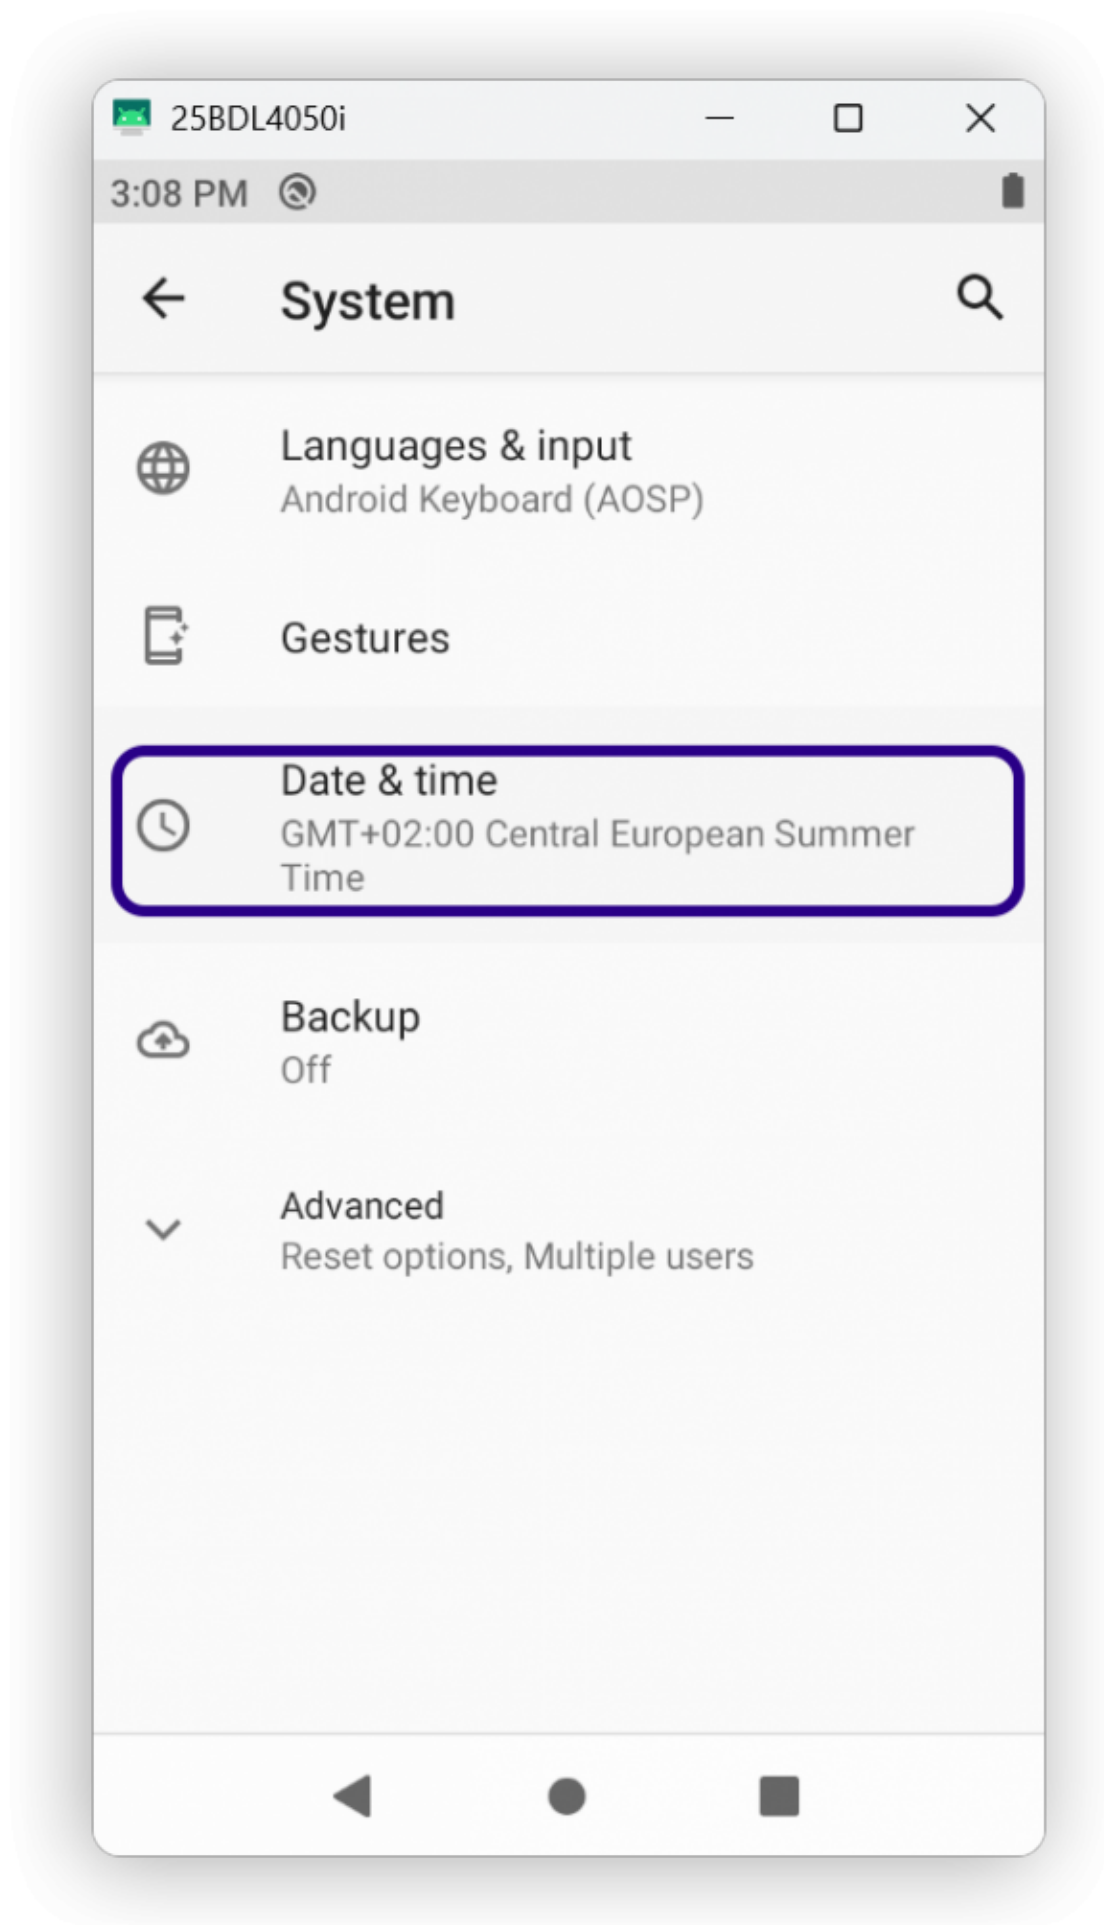 25BDL4050i
3:08 PM
System
Languages & input
Android Keyboard (AOSP)
Gestures
Date & time
GMT+02:00 Central European Summer
Time
Backup
Off
Advanced
Reset options, Multiple users